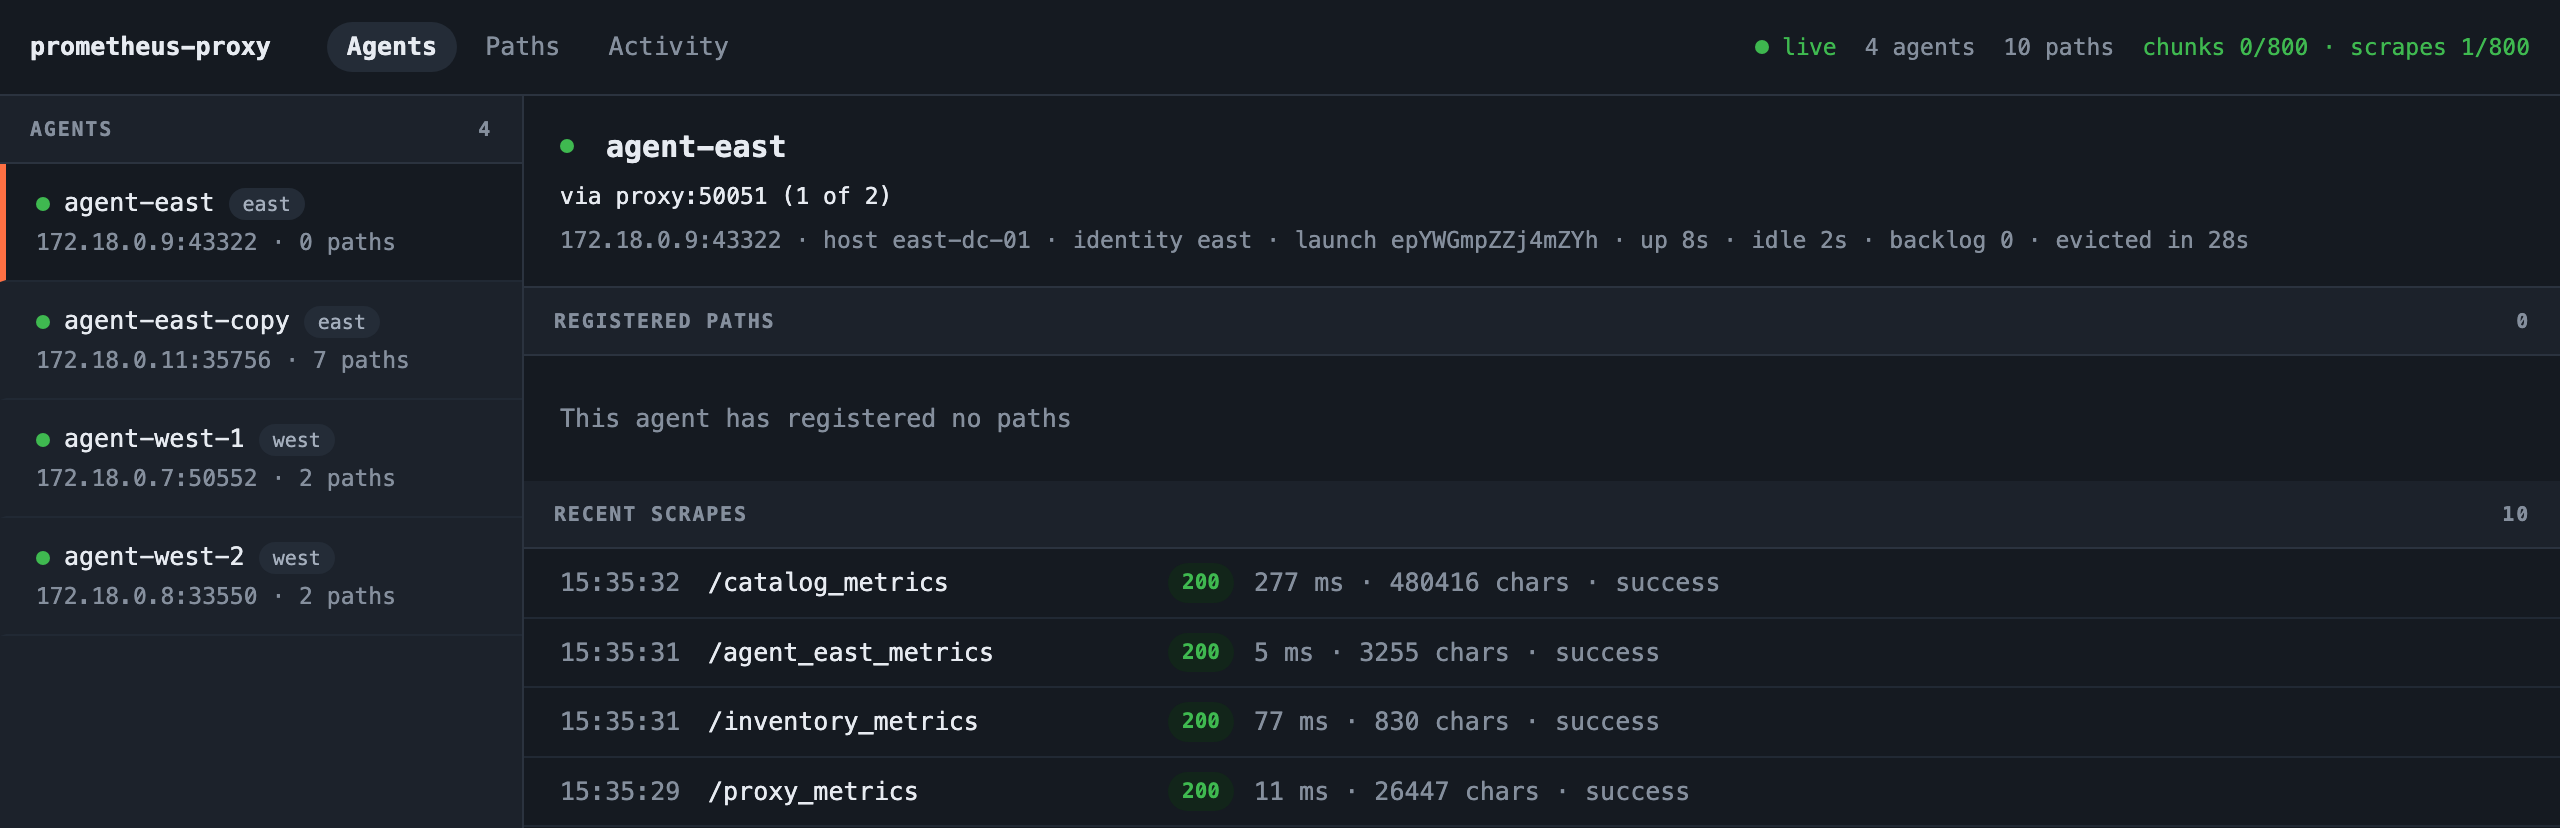 prometheus-proxy Agents Paths Activity live 4 agents 10 paths chunks 0/800 · scrapes 1/800
AGENTS 4
agent-east east
172.18.0.9:43322 · 0 paths
agent-east-copy east
172.18.0.11:35756 · 7 paths
agent-west-1 west
172.18.0.7:50552 · 2 paths
agent-west-2 west
172.18.0.8:33550 · 2 paths
agent-east
via proxy:50051 (1 of 2)
172.18.0.9:43322 · host east-dc-01 · identity east · launch epYWGmpZZj4mZYh · up 8s · idle 2s · backlog 0 · evicted in 28s
REGISTERED PATHS 0
This agent has registered no paths
RECENT SCRAPES 10
15:35:32 /catalog_metrics 200 277 ms · 480416 chars · success
15:35:31 /agent_east_metrics 200 5 ms · 3255 chars · success
15:35:31 /inventory_metrics 200 77 ms · 830 chars · success
15:35:29 /proxy_metrics 200 11 ms · 26447 chars · success